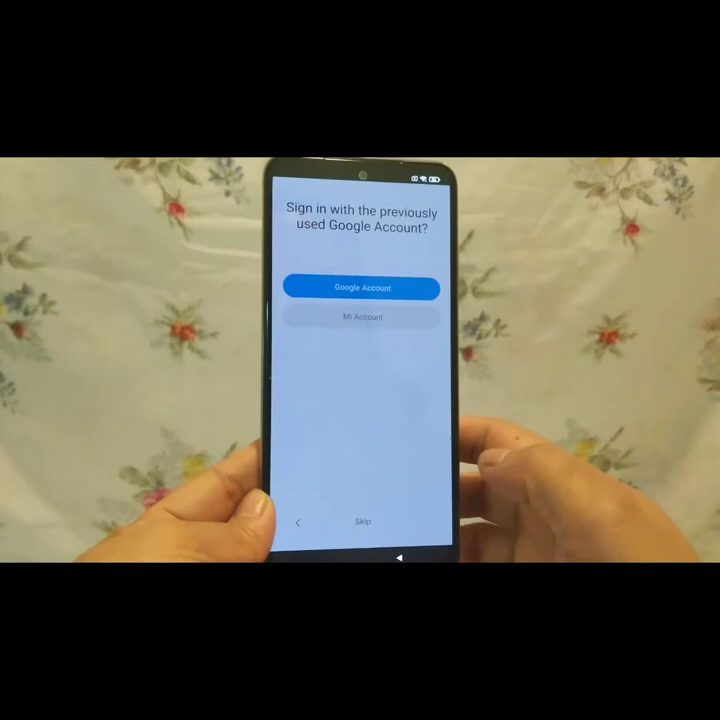 Sign in with the previously
used Google Account?
Google Account
Mi Account
Skip